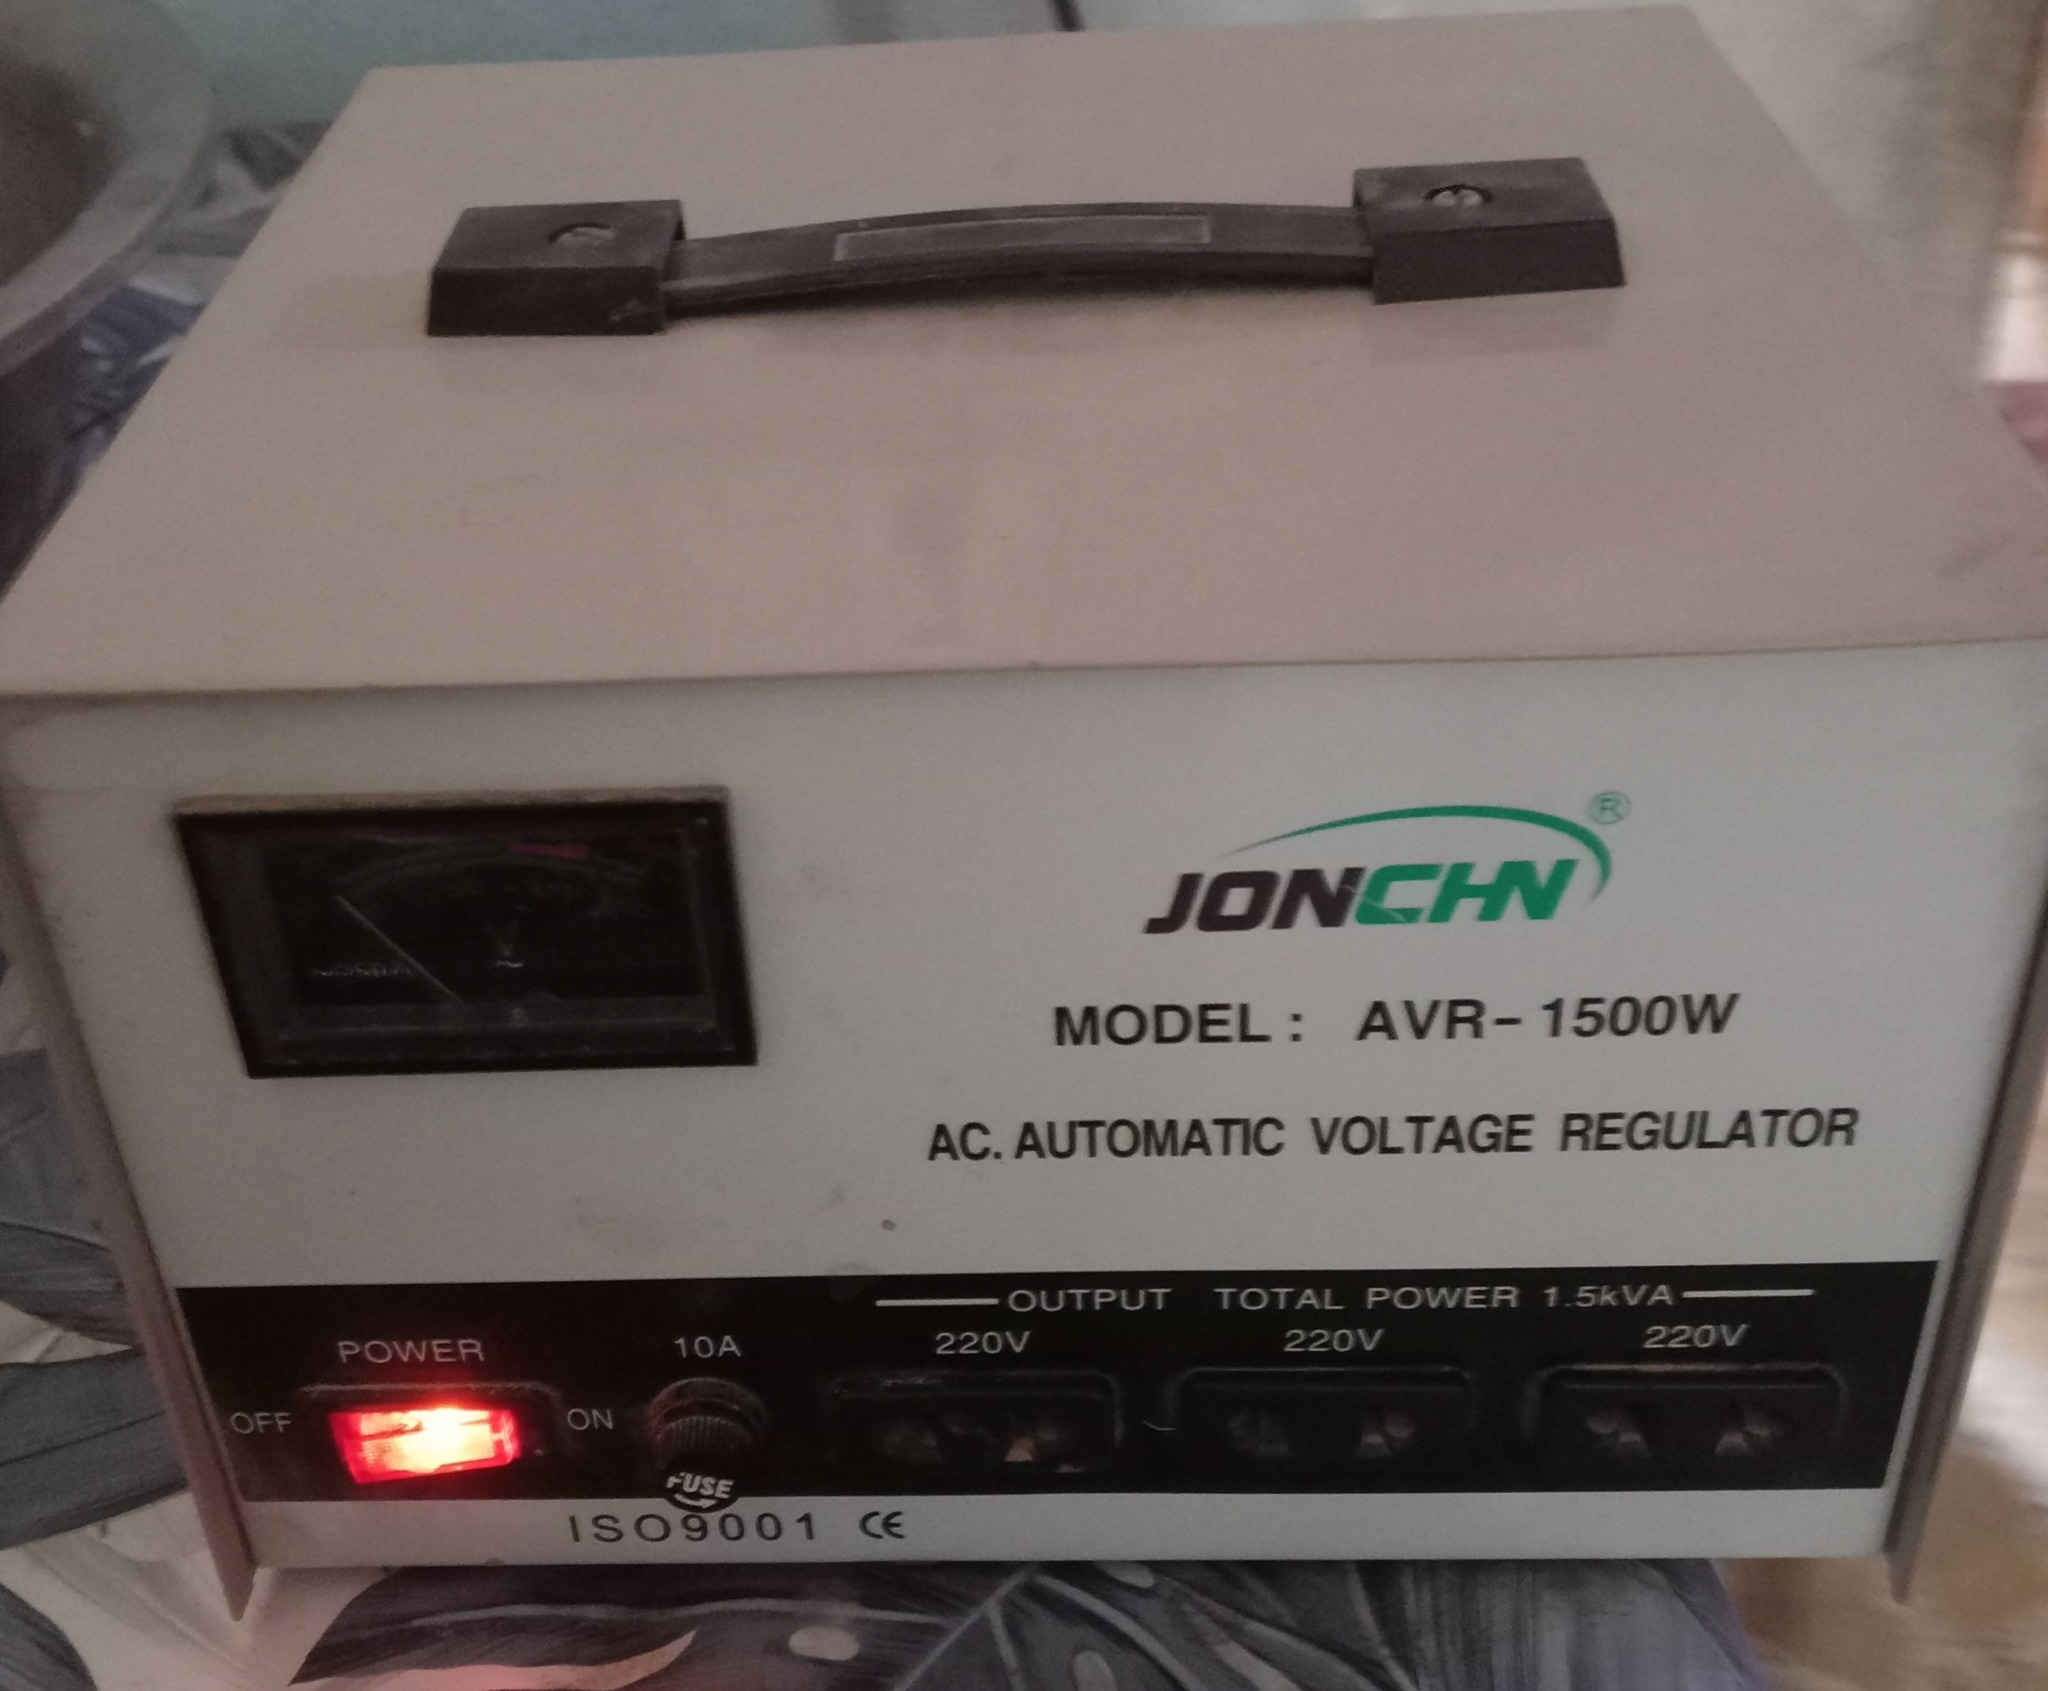 JONCHN ®
MODEL: AVR-1500W
AC. AUTOMATIC VOLTAGE REGULATOR
OUTPUT TOTAL POWER 1.5kVA
POWER 10A 220V 220V 220V
OFF ON
FUSE
ISO9001 CE
V